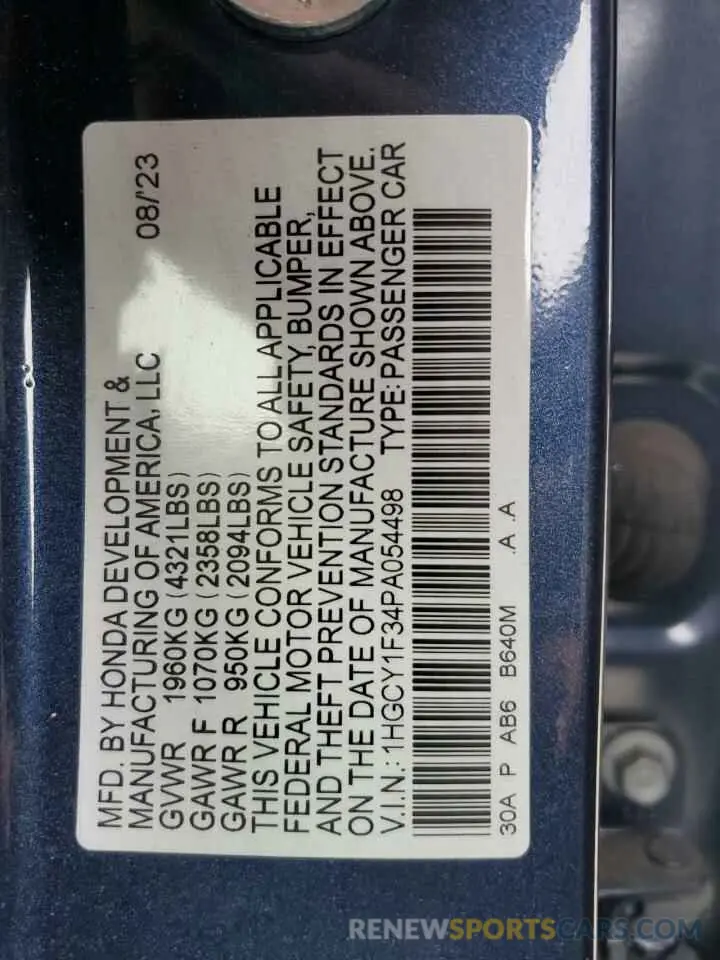 MFD. BY HONDA DEVELOPMENT &
MANUFACTURING OF AMERICA, LLC 08/'23
GVWR 1960KG (4321LBS)
GAWR F 1070KG (2358LBS)
GAWR R 950KG (2094LBS)
THIS VEHICLE CONFORMS TO ALL APPLICABLE
FEDERAL MOTOR VEHICLE SAFETY, BUMPER,
AND THEFT PREVENTION STANDARDS IN EFFECT
ON THE DATE OF MANUFACTURE SHOWN ABOVE.
V.I.N.: 1HGCY1F34PA054498 TYPE: PASSENGER CAR
30A P AB6 B640M .A .A
RENEWSPORTSCARS.COM